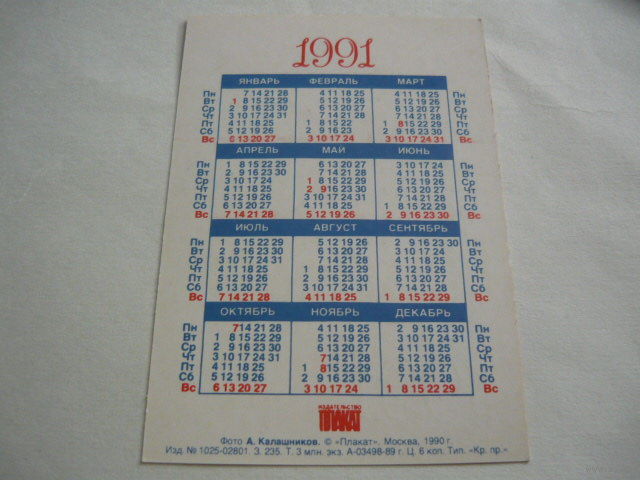 1991
ЯНВАРЬ ФЕВРАЛЬ МАРТ
Пн 7 14 21 28 4 11 18 25 4 11 18 25 Пн
Вт 1 8 15 22 29 5 12 19 26 5 12 19 26 Вт
Ср 2 9 16 23 30 6 13 20 27 6 13 20 27 Ср
Чт 3 10 17 24 31 7 14 21 28 7 14 21 28 Чт
Пт 4 11 18 25 1 8 15 22 1 8 15 22 29 Пт
Сб 5 12 19 26 2 9 16 23 2 9 16 23 30 Сб
Вс 6 13 20 27 3 10 17 24 3 10 17 24 31 Вс
АПРЕЛЬ МАЙ ИЮНЬ
Пн 1 8 15 22 29 6 13 20 27 3 10 17 24 Пн
Вт 2 9 16 23 30 7 14 21 28 4 11 18 25 Вт
Ср 3 10 17 24 1 8 15 22 29 5 12 19 26 Ср
Чт 4 11 18 25 2 9 16 23 30 6 13 20 27 Чт
Пт 5 12 19 26 3 10 17 24 31 7 14 21 28 Пт
Сб 6 13 20 27 4 11 18 25 1 8 15 22 29 Сб
Вс 7 14 21 28 5 12 19 26 2 9 16 23 30 Вс
ИЮЛЬ АВГУСТ СЕНТЯБРЬ
Пн 1 8 15 22 29 5 12 19 26 2 9 16 23 30 Пн
Вт 2 9 16 23 30 6 13 20 27 3 10 17 24 Вт
Ср 3 10 17 24 31 7 14 21 28 4 11 18 25 Ср
Чт 4 11 18 25 1 8 15 22 29 5 12 19 26 Чт
Пт 5 12 19 26 2 9 16 23 30 6 13 20 27 Пт
Сб 6 13 20 27 3 10 17 24 31 7 14 21 28 Сб
Вс 7 14 21 28 4 11 18 25 1 8 15 22 29 Вс
ОКТЯБРЬ НОЯБРЬ ДЕКАБРЬ
Пн 7 14 21 28 4 11 18 25 2 9 16 23 30 Пн
Вт 1 8 15 22 29 5 12 19 26 3 10 17 24 31 Вт
Ср 2 9 16 23 30 6 13 20 27 4 11 18 25 Ср
Чт 3 10 17 24 31 7 14 21 28 5 12 19 26 Чт
Пт 4 11 18 25 1 8 15 22 29 6 13 20 27 Пт
Сб 5 12 19 26 2 9 16 23 30 7 14 21 28 Сб
Вс 6 13 20 27 3 10 17 24 1 8 15 22 29 Вс
ИЗДАТЕЛЬСТВО
ПЛАКАТ
Фото А. Калашников. © «Плакат». Москва, 1990 г.
Изд. № 1025-02801. З. 235. Т. 3 млн. экз. А-03498-89 г. Ц. 6 коп. Тип. «Кр. пр.»